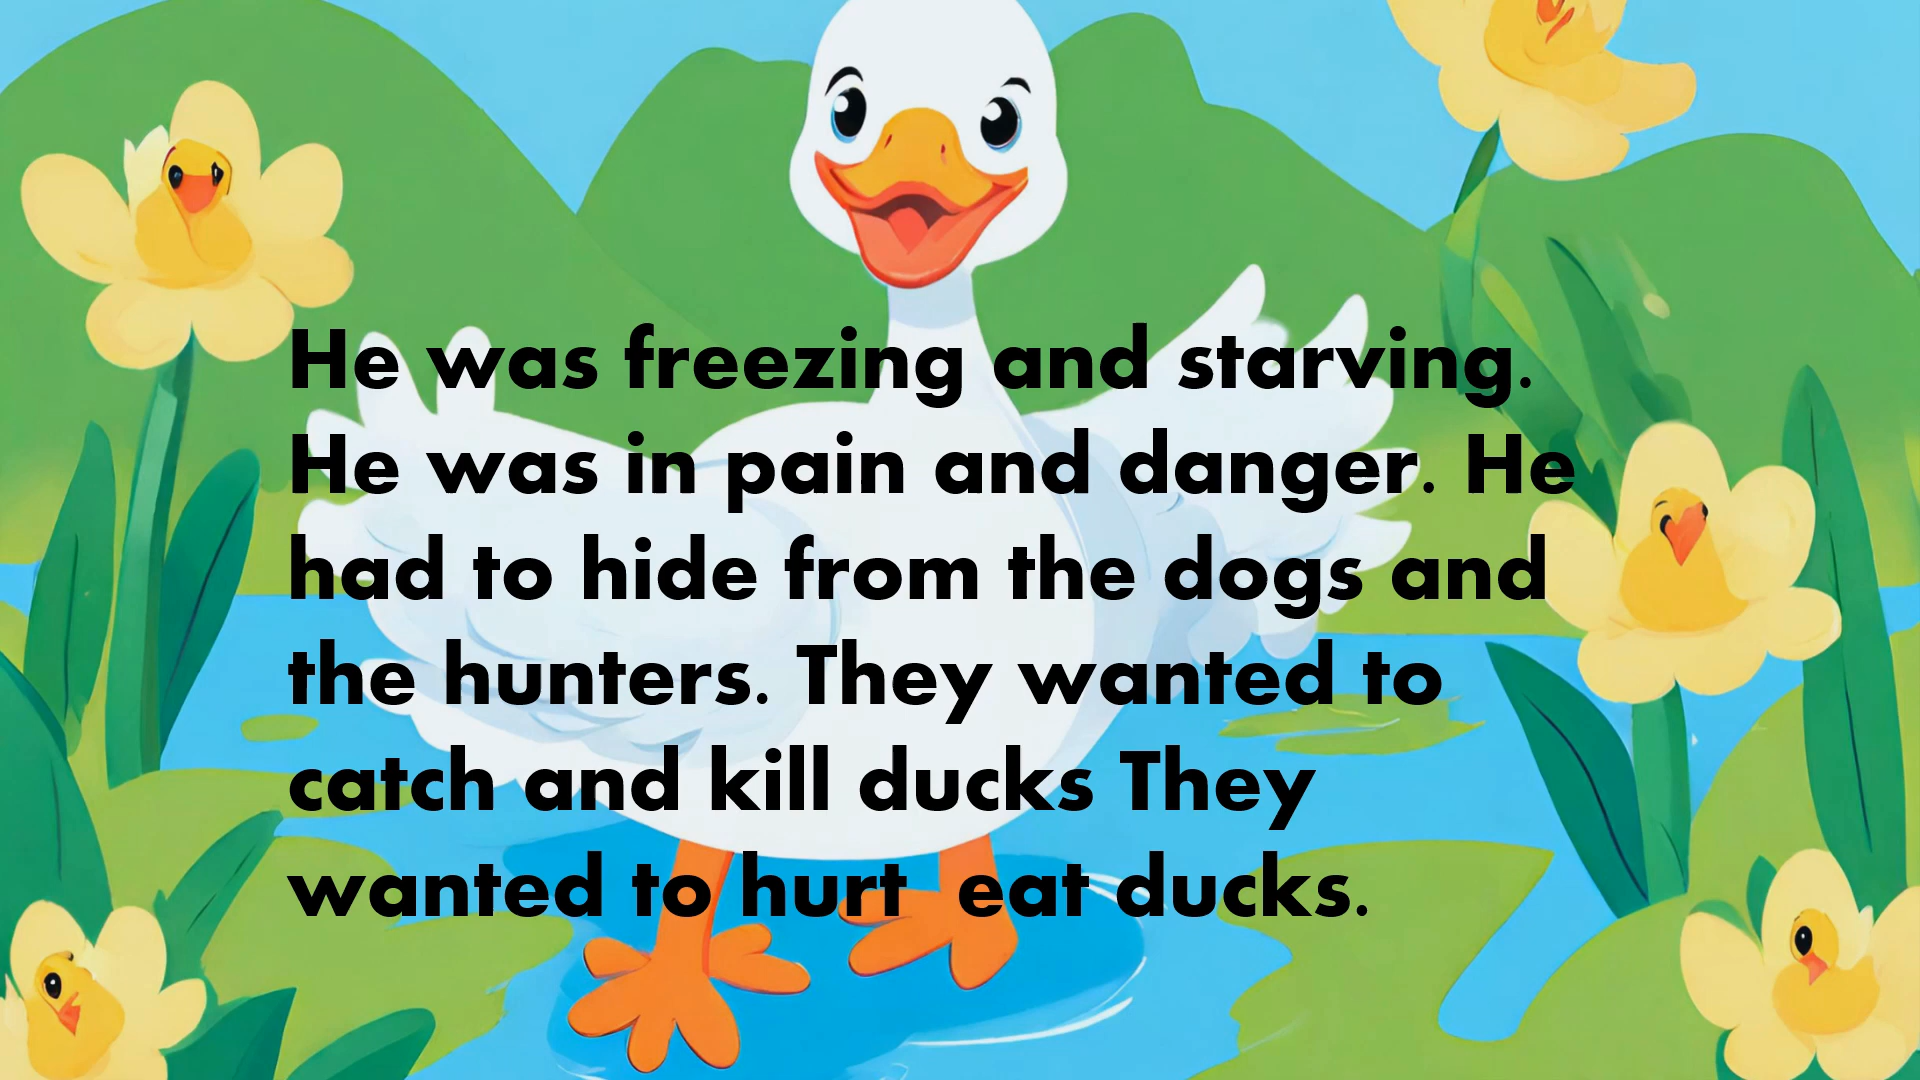 He was freezing and starving.
He was in pain and danger. He
had to hide from the dogs and
the hunters. They wanted to
catch and kill ducks They
wanted to hurt  eat ducks.